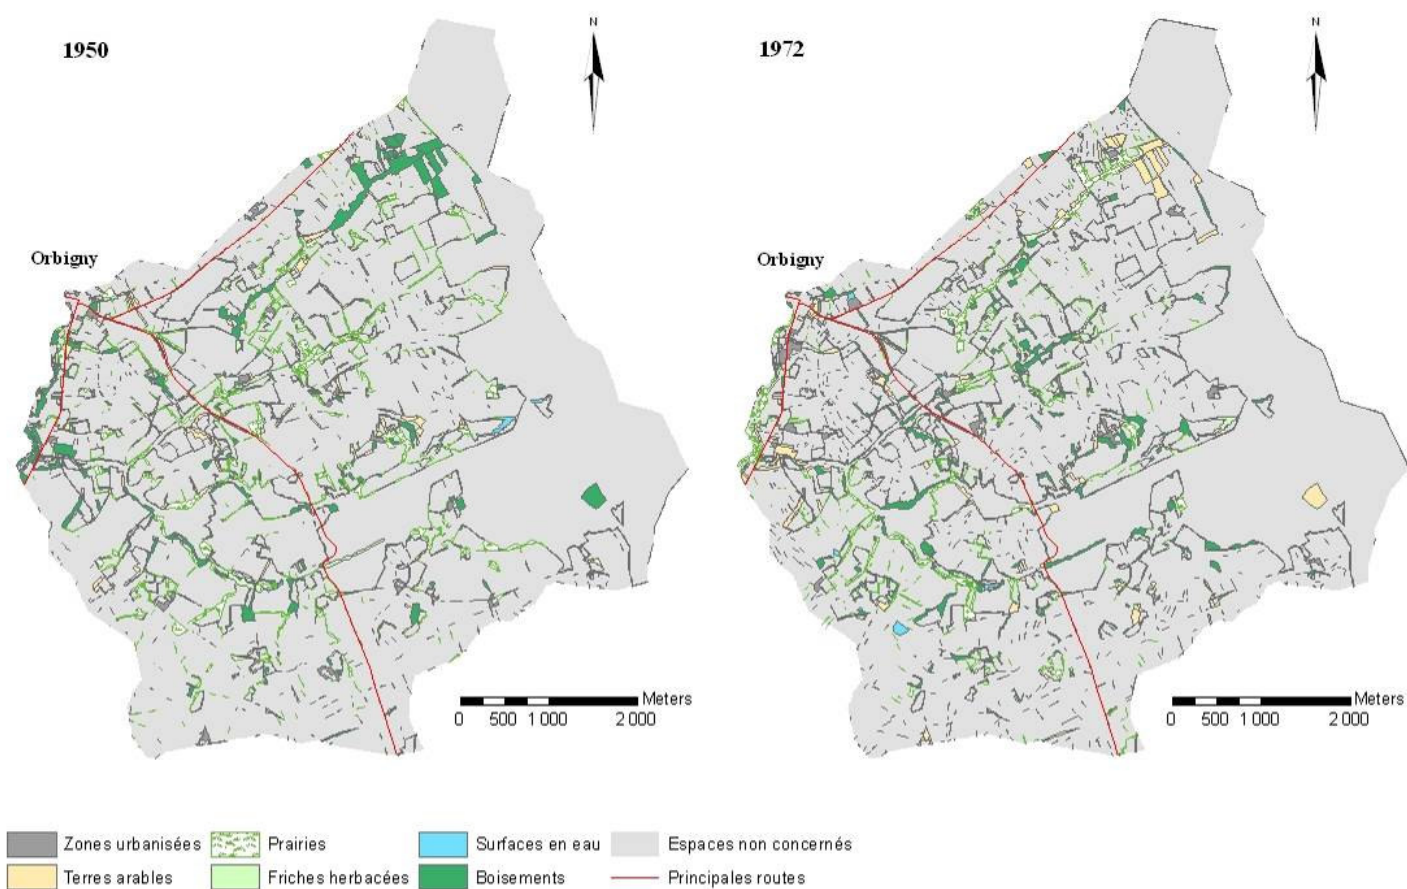 1950
N
1972
N
Orbigny
Orbigny
Meters
0 500 1 000 2 000
Meters
0 500 1 000 2 000
Zones urbanisées
Prairies
Surfaces en eau
Espaces non concernés
Terres arables
Friches herbacées
Boisements
Principales routes